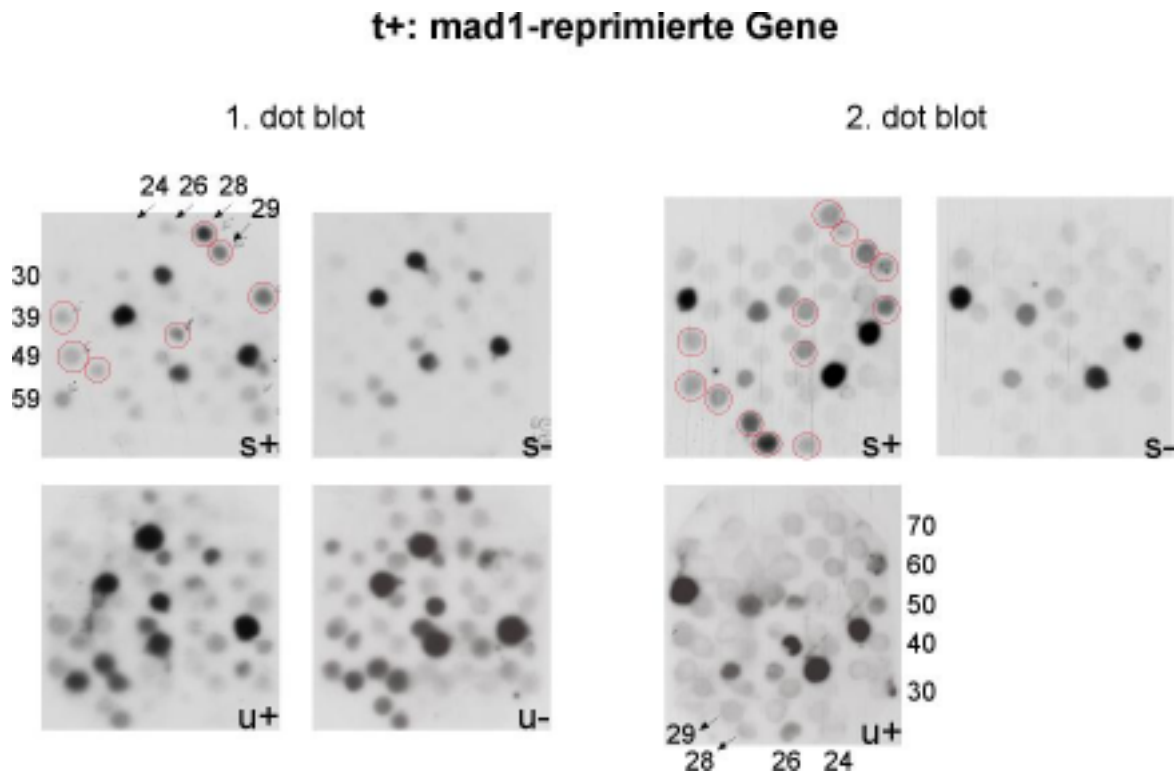 t+: mad1-reprimierte Gene
1. dot blot
2. dot blot
24 26 28
29
30
39
49
59
s+
s-
s+
s-
u+
u-
70
60
50
40
30
29
28
26 24
u+